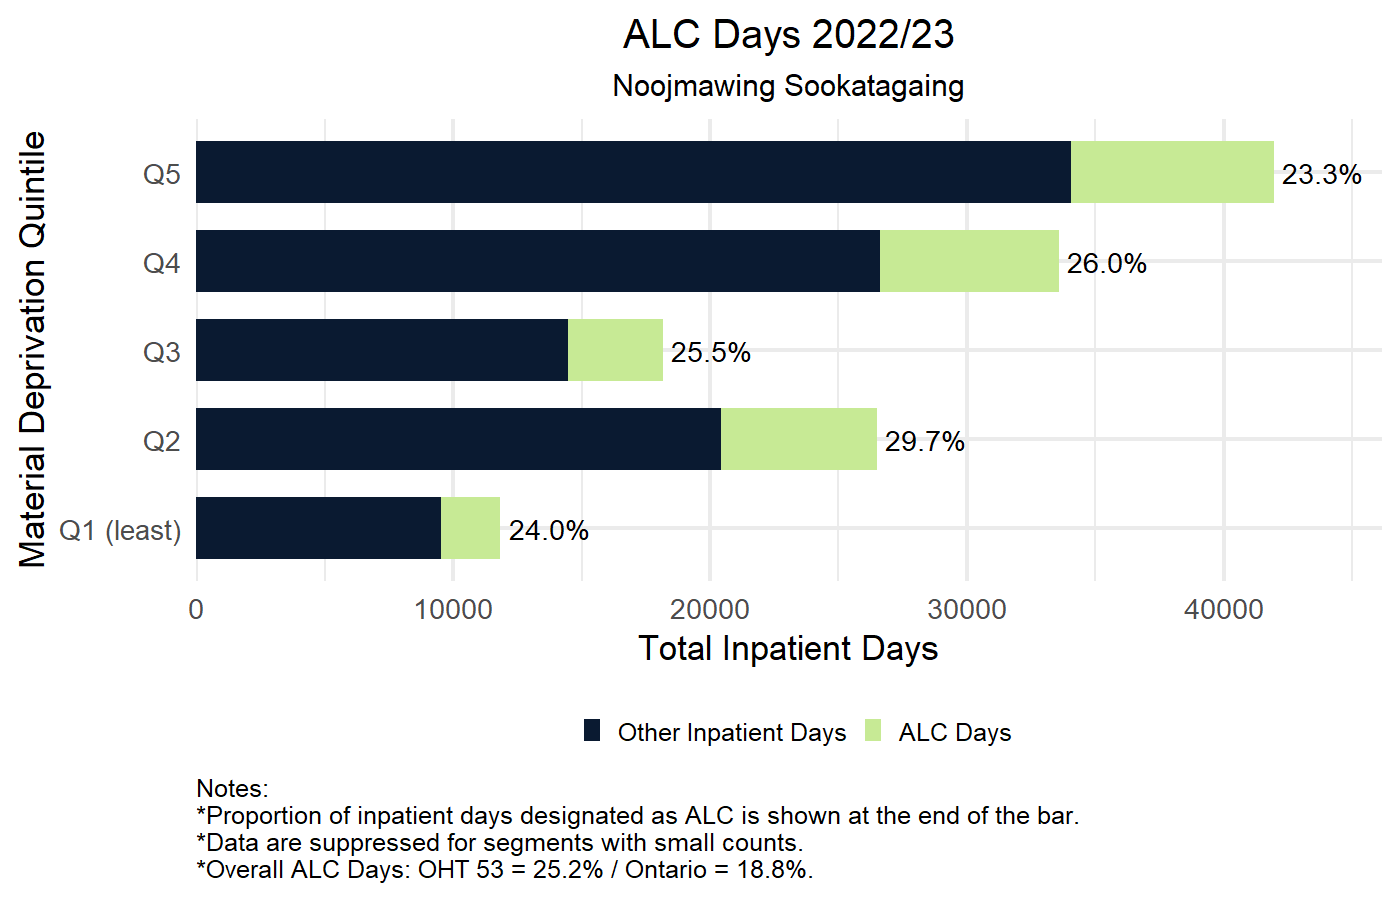 ALC Days 2022/23
Noojmawing Sookatagaing
Material Deprivation Quintile
Q5
23.3%
Q4
26.0%
Q3
25.5%
Q2
29.7%
Q1 (least)
24.0%
0 10000 20000 30000 40000
Total Inpatient Days
Other Inpatient Days ALC Days
Notes:
*Proportion of inpatient days designated as ALC is shown at the end of the bar.
*Data are suppressed for segments with small counts.
*Overall ALC Days: OHT 53 = 25.2% / Ontario = 18.8%.